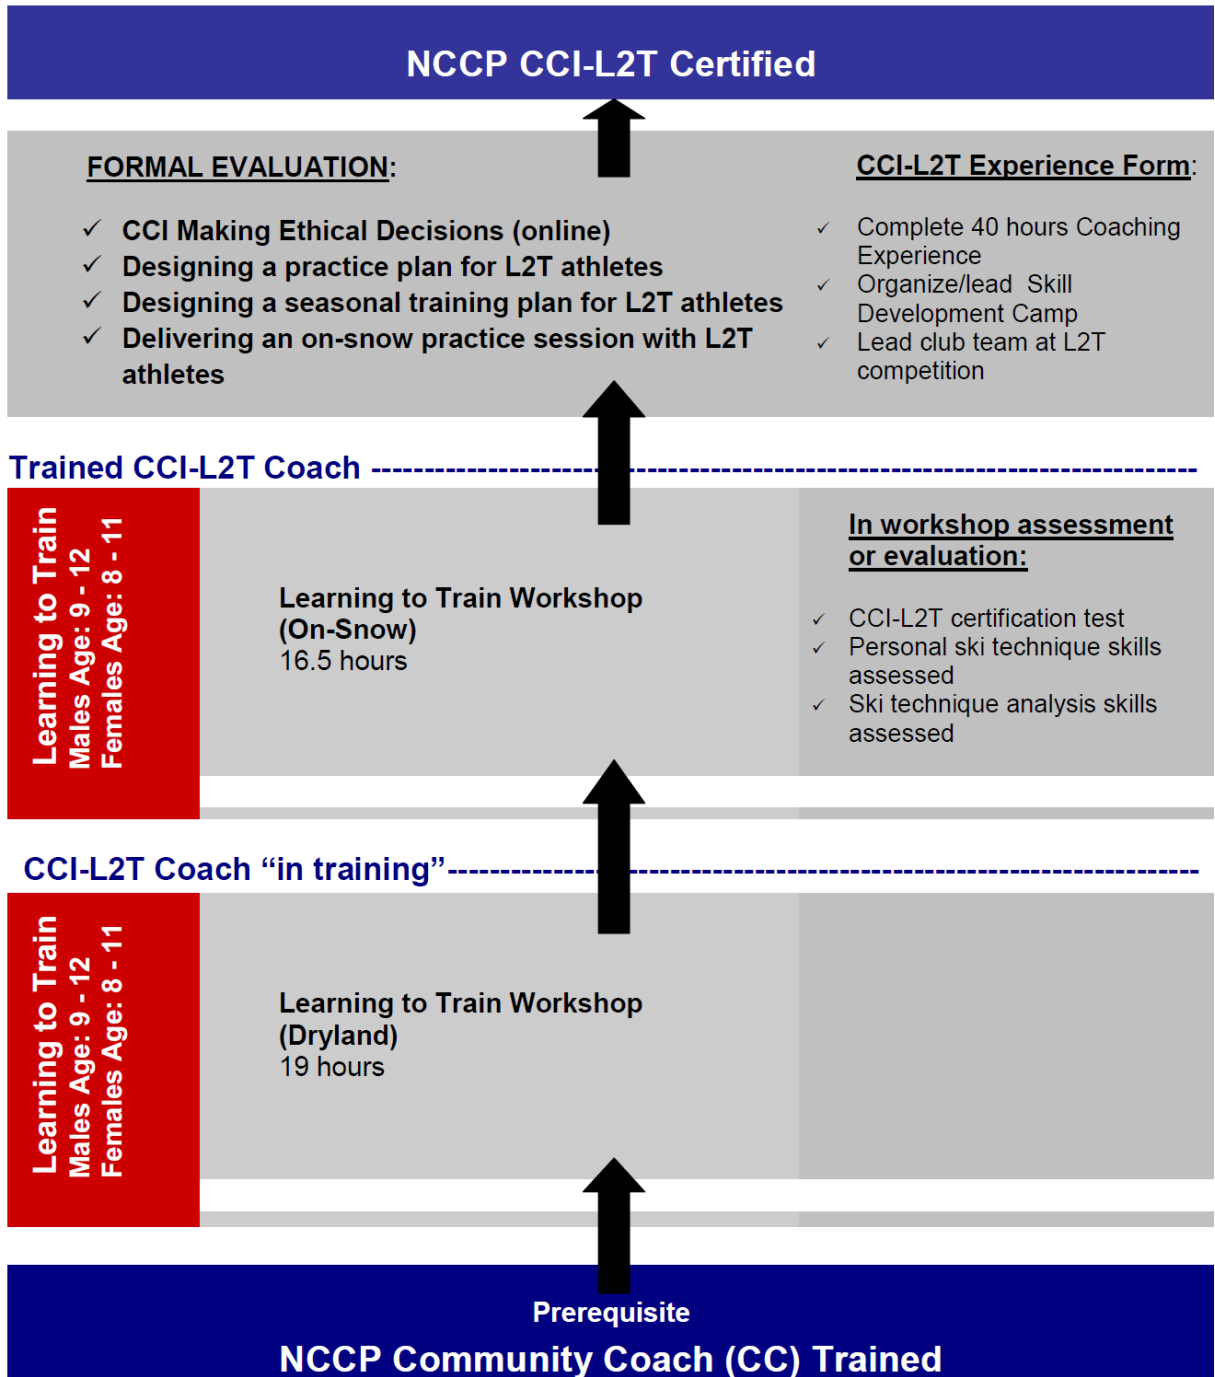 NCCP CCI-L2T Certified
FORMAL EVALUATION:
✓ CCI Making Ethical Decisions (online)
✓ Designing a practice plan for L2T athletes
✓ Designing a seasonal training plan for L2T athletes
✓ Delivering an on-snow practice session with L2T
athletes
CCI-L2T Experience Form:
✓ Complete 40 hours Coaching
Experience
✓ Organize/lead Skill
Development Camp
✓ Lead club team at L2T
competition
Trained CCI-L2T Coach ------------------------------------------------------------------------------
Learning to Train
Males Age: 9 - 12
Females Age: 8 - 11
Learning to Train Workshop
(On-Snow)
16.5 hours
In workshop assessment
or evaluation:
✓ CCI-L2T certification test
✓ Personal ski technique skills
assessed
✓ Ski technique analysis skills
assessed
CCI-L2T Coach “in training”-----------------------------------------------------------------------
Learning to Train
Males Age: 9 - 12
Females Age: 8 - 11
Learning to Train Workshop
(Dryland)
19 hours
Prerequisite
NCCP Community Coach (CC) Trained